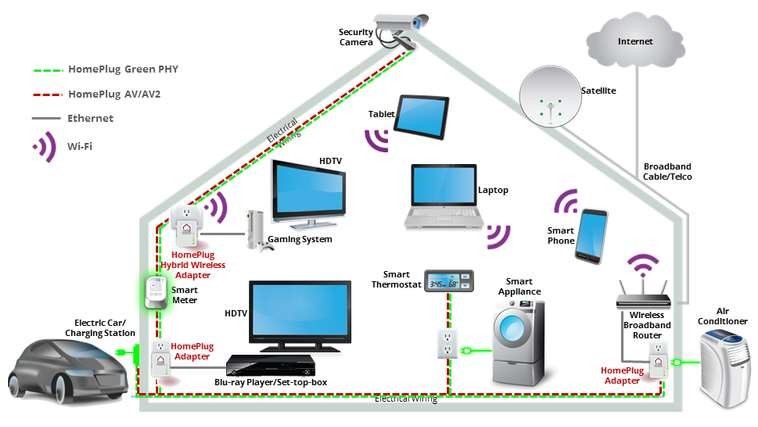 Security
Camera
Internet
HomePlug Green PHY
HomePlug AV/AV2
Ethernet
Wi-Fi
Satellite
Tablet
Electrical
Wiring
HDTV
Broadband
Cable/Telco
Laptop
Gaming System
Smart
Phone
HomePlug
Hybrid Wireless
Adapter
Smart
Meter
Smart
Thermostat
3:45 68°
Smart
Appliance
HDTV
Electric Car/
Charging Station
Wireless
Broadband
Router
Air
Conditioner
HomePlug
Adapter
HomePlug
Adapter
Blu-ray Player/Set-top-box
Electrical Wiring